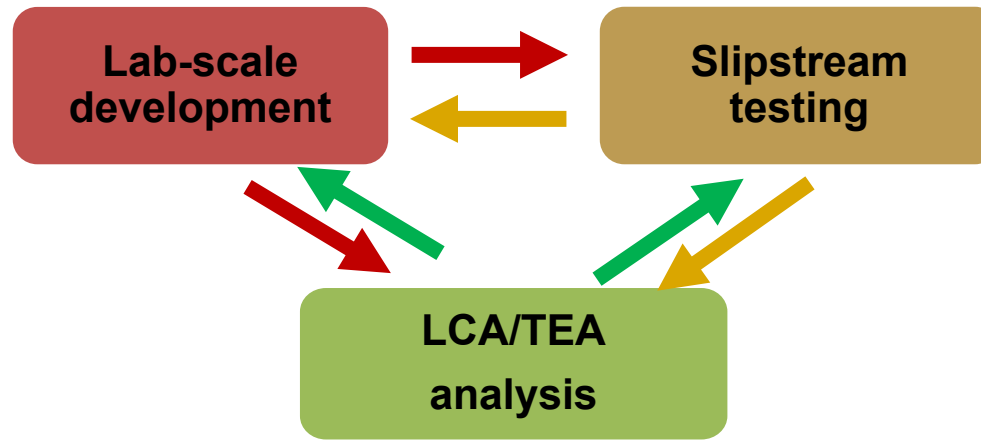 Lab-scale
development
Slipstream
testing
LCA/TEA
analysis